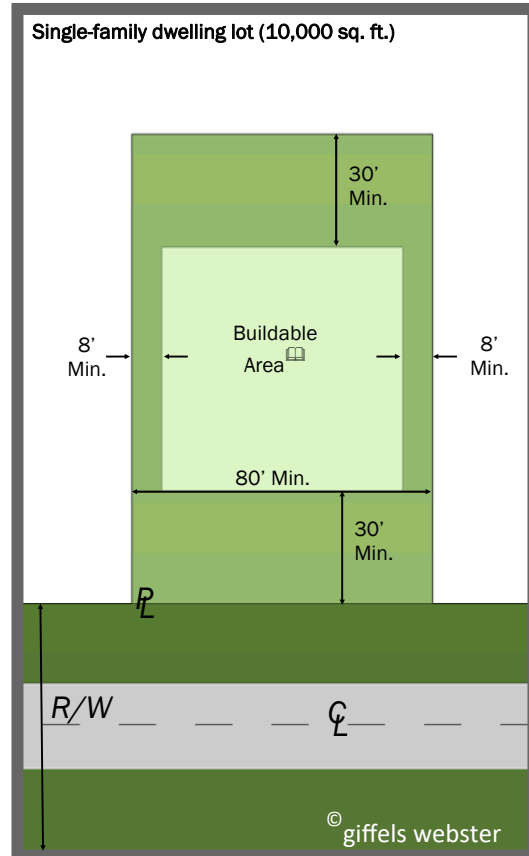 Single-family dwelling lot (10,000 sq. ft.)
30'
Min.
Buildable
Area
8'
Min.
8'
Min.
80' Min.
30'
Min.
PL
R/W
CL
© giffels webster